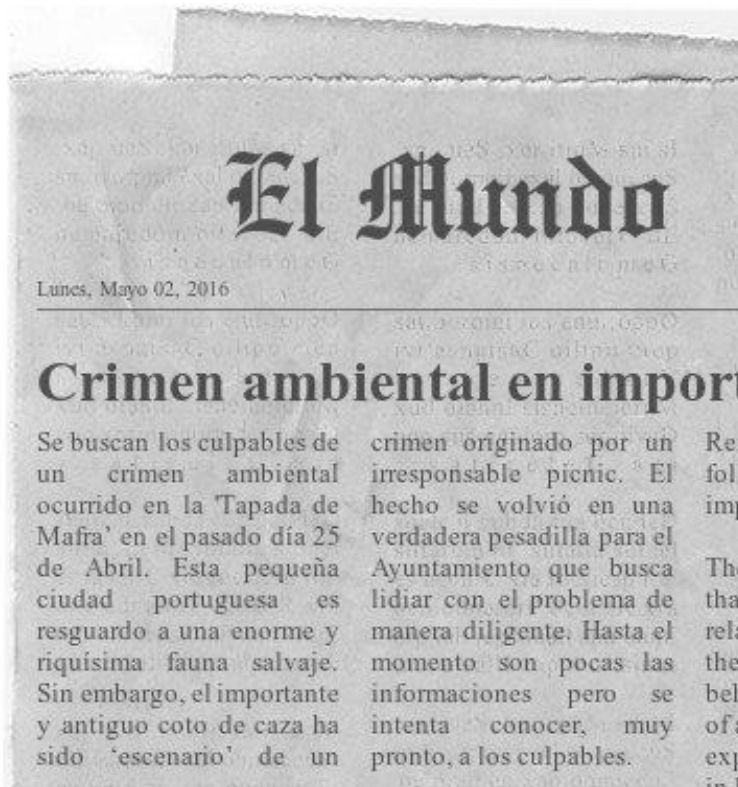 El Mundo
Lunes, Mayo 02, 2016
Crimen ambiental en import
Se buscan los culpables de
un crimen ambiental
ocurrido en la 'Tapada de
Mafra' en el pasado día 25
de Abril. Esta pequeña
ciudad portuguesa es
resguardo a una enorme y
riquísima fauna salvaje.
Sin embargo, el importante
y antiguo coto de caza ha
sido 'escenario' de un
crimen originado por un
irresponsable picnic. El
hecho se volvió en una
verdadera pesadilla para el
Ayuntamiento que busca
lidiar con el problema de
manera diligente. Hasta el
momento son pocas las
informaciones pero se
intenta conocer, muy
pronto, a los culpables.
Re
fol
imp
The
tha
rela
the
bel
of a
exp